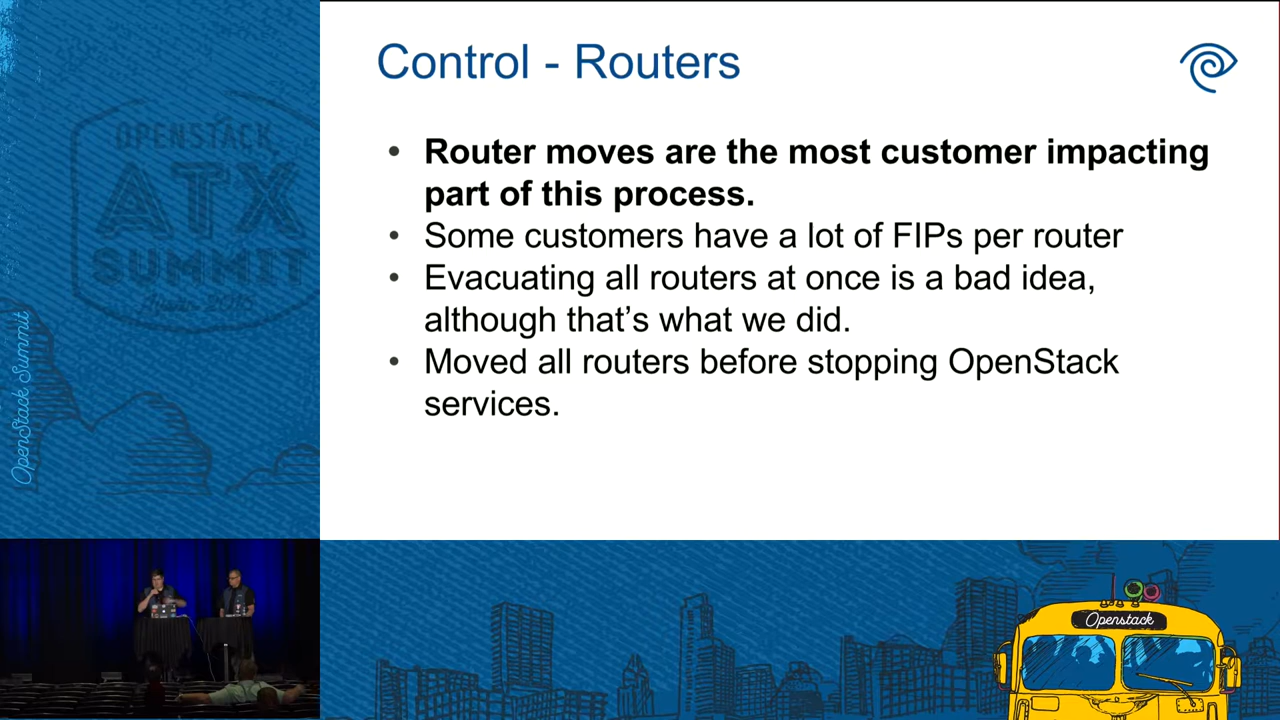 Control - Routers
• Router moves are the most customer impacting
part of this process.
• Some customers have a lot of FIPs per router
• Evacuating all routers at once is a bad idea,
although that’s what we did.
• Moved all routers before stopping OpenStack
services.
OPENSTACK
ATX
SUMMIT
OpenStack Summit
Openstack